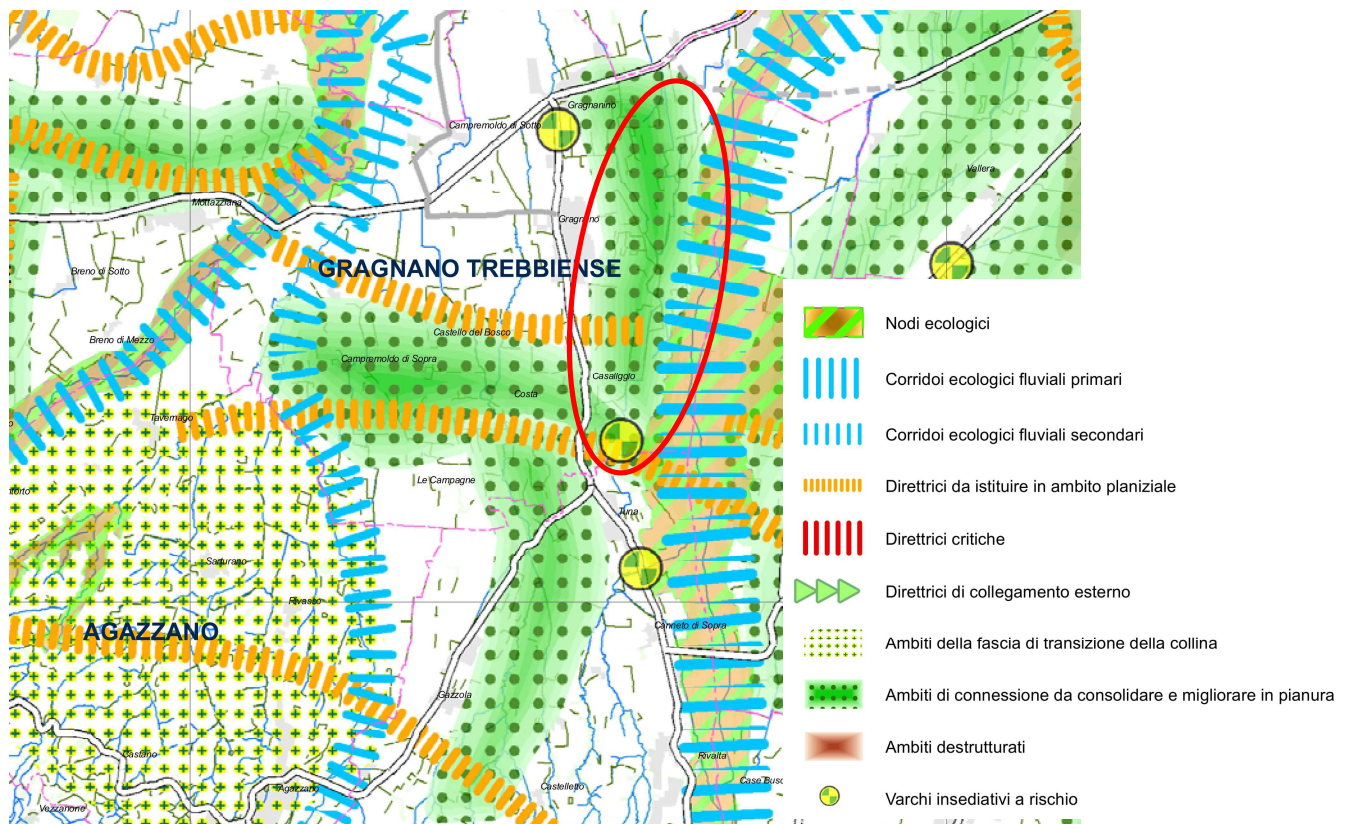 Gragnanino
Campremoldo di Sotto
Vallera
Mottazziana
Gragnano
GRAGNANO TREBBIENSE
Breno di Sotto
Castello del Bosco
Breno di Mezzo
Campremoldo di Sopra
Casaliggio
Costa
Tavernago
Le Campagne
Tuna
Sarturano
Rivasto
AGAZZANO
Canneto di Sopra
Gazzola
Castano
Rivalta
Agazzano
Castelletto
Vezzanone
Nodi ecologici
Corridoi ecologici fluviali primari
Corridoi ecologici fluviali secondari
Direttrici da istituire in ambito planiziale
Direttrici critiche
Direttrici di collegamento esterno
Ambiti della fascia di transizione della collina
Ambiti di connessione da consolidare e migliorare in pianura
Ambiti destrutturati
Varchi insediativi a rischio